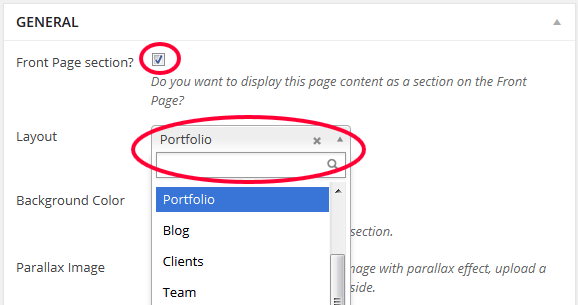 GENERAL
Front Page section?
Do you want to display this page content as a section on the Front
Page?
Layout
Portfolio
Portfolio
Background Color
Blog
section.
Clients
Parallax Image
mage with parallax effect, upload a
Team
side.